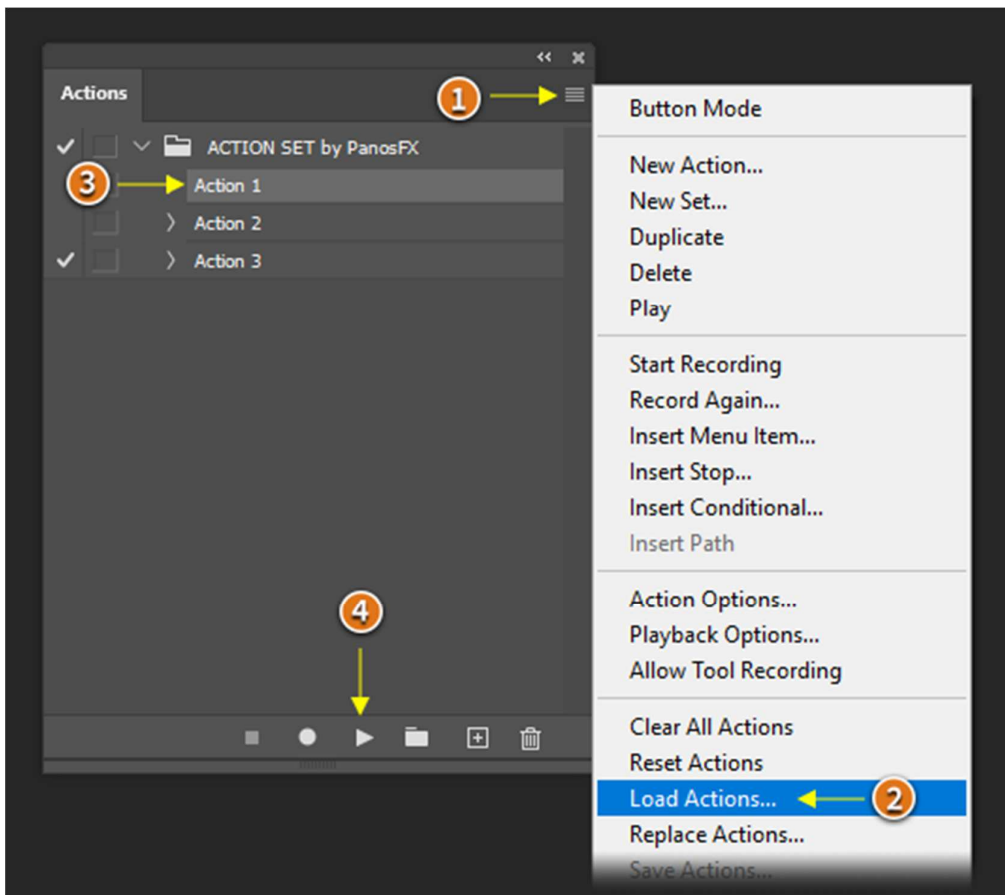 Actions
1
ACTION SET by PanosFX
3
Action 1
Action 2
Action 3
4
Button Mode
New Action...
New Set...
Duplicate
Delete
Play
Start Recording
Record Again...
Insert Menu Item...
Insert Stop...
Insert Conditional...
Insert Path
Action Options...
Playback Options...
Allow Tool Recording
Clear All Actions
Reset Actions
Load Actions...
2
Replace Actions...
Save Actions...